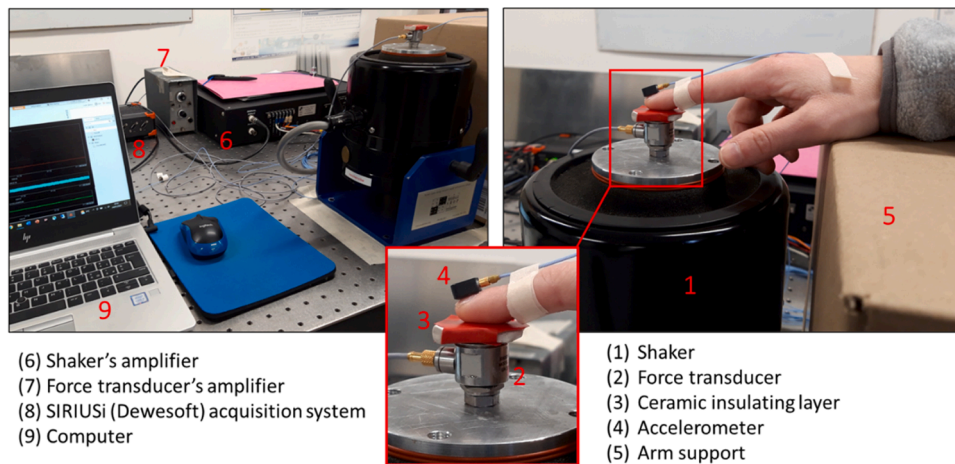 7
6
8
9
5
1
4
3
2
(6) Shaker's amplifier
(7) Force transducer's amplifier
(8) SIRIUSi (Dewesoft) acquisition system
(9) Computer
(1) Shaker
(2) Force transducer
(3) Ceramic insulating layer
(4) Accelerometer
(5) Arm support